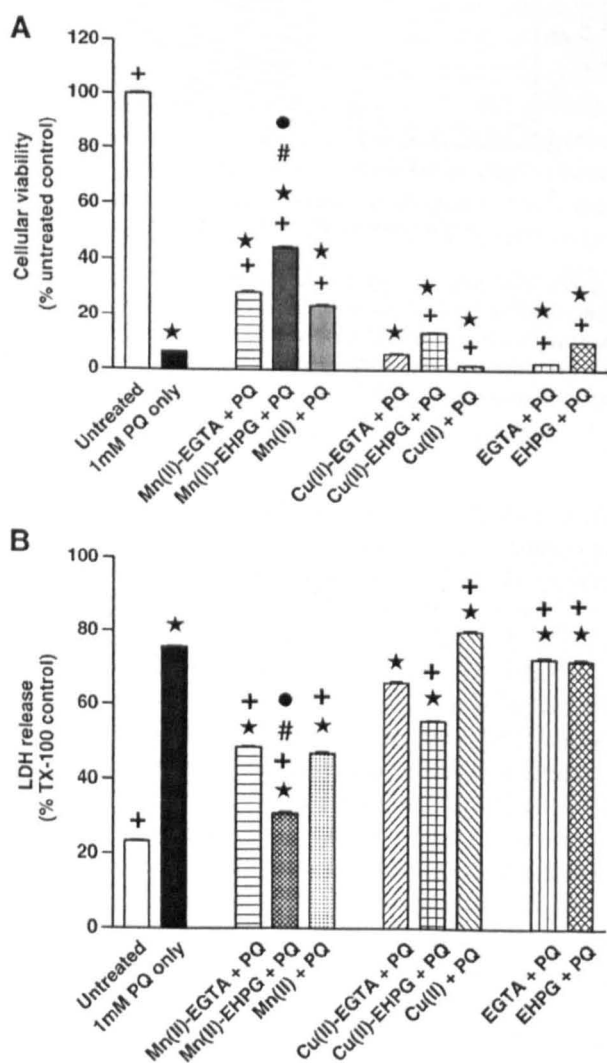 A
Cellular viability
(% untreated control)
120
100
80
60
40
20
0
+
★
★
+
●
#
★
+
★
+
★
★
+
★
+
★
+
★
+
Untreated
1mM PQ only
Mn(II)-EGTA + PQ
Mn(II)-EHPG + PQ
Mn(II) + PQ
Cu(II)-EGTA + PQ
Cu(II)-EHPG + PQ
Cu(II) + PQ
EGTA + PQ
EHPG + PQ
B
LDH release
(% TX-100 control)
100
80
60
40
20
0
+
★
+
★
●
#
+
★
+
★
★
+
★
+
★
+
★
+
★
Untreated
1mM PQ only
Mn(II)-EGTA + PQ
Mn(II)-EHPG + PQ
Mn(II) + PQ
Cu(II)-EGTA + PQ
Cu(II)-EHPG + PQ
Cu(II) + PQ
EGTA + PQ
EHPG + PQ